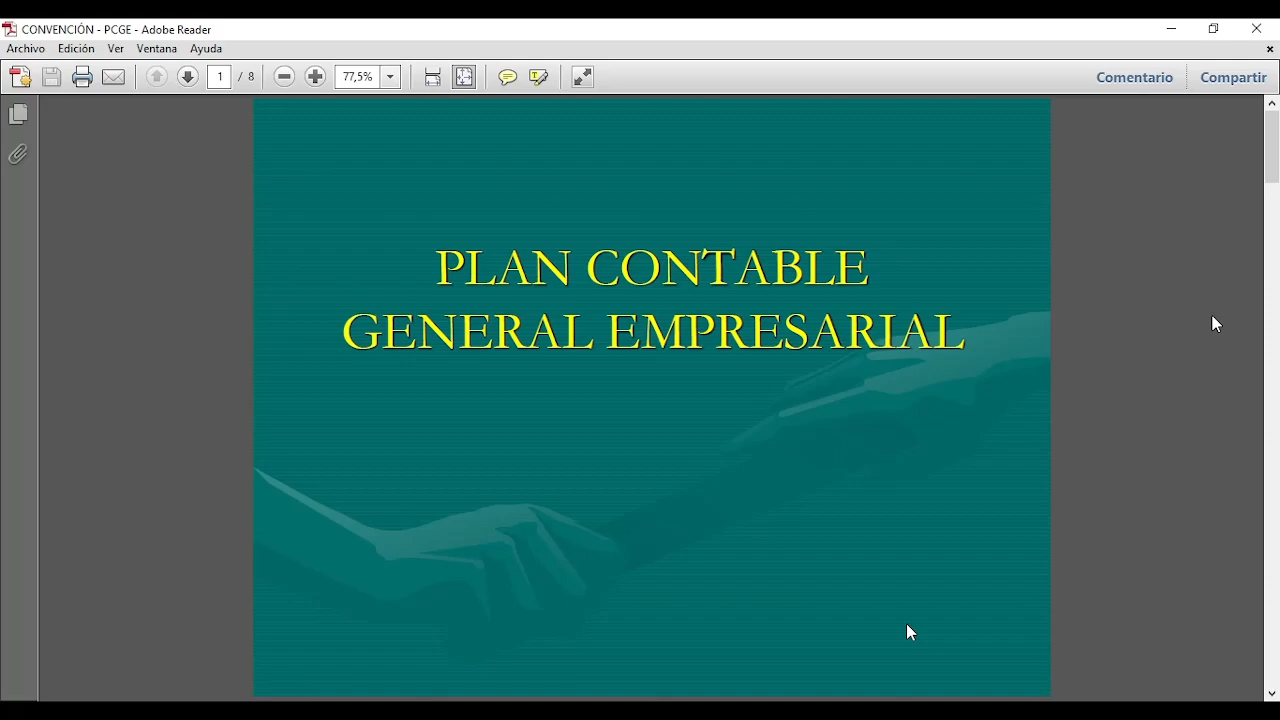 CONVENCIÓN - PCGE - Adobe Reader
Archivo Edición Ver Ventana Ayuda
1 / 8 77,5% Comentario Compartir
PLAN CONTABLE
GENERAL EMPRESARIAL